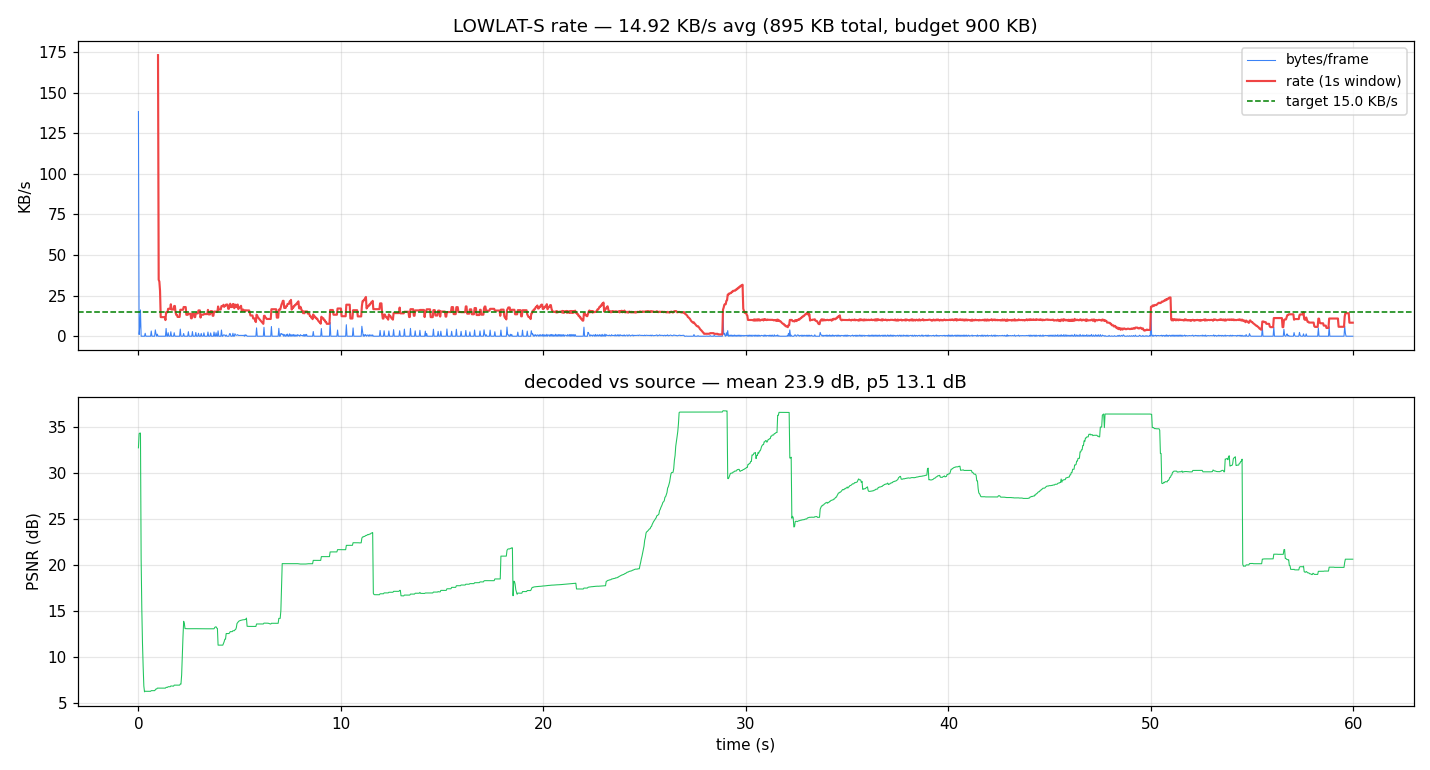 LOWLAT-S rate — 14.92 KB/s avg (895 KB total, budget 900 KB)
175
150
125
100
75
50
25
0
KB/s
bytes/frame
rate (1s window)
target 15.0 KB/s
decoded vs source — mean 23.9 dB, p5 13.1 dB
35
30
25
20
15
10
5
PSNR (dB)
0 10 20 30 40 50 60
time (s)